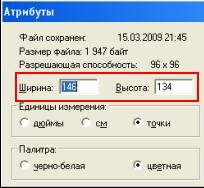 Атрибуты
Файл сохранен: 15.03.2009 21:45
Размер файла: 1 947 байт
Разрешающая способность: 96 x 96
Ширина: 146 Высота: 134
Единицы измерения:
дюймы см точки
Палитра:
черно-белая цветная